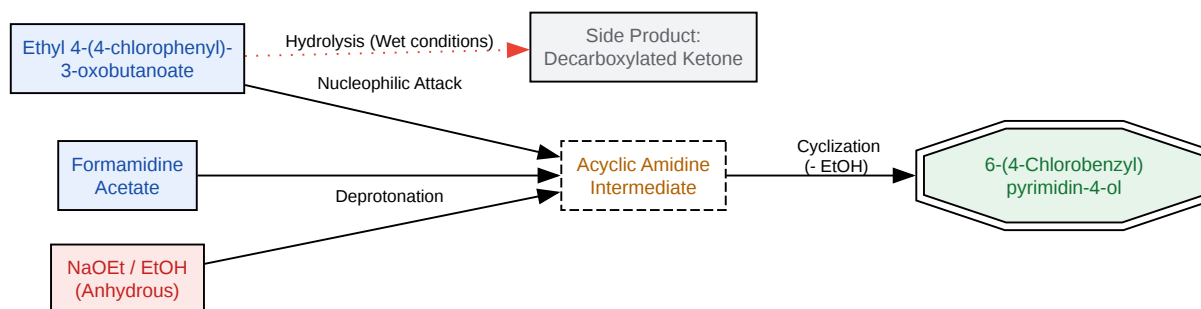 Ethyl 4-(4-chlorophenyl)-
3-oxobutanoate
Hydrolysis (Wet conditions)
Side Product:
Decarboxylated Ketone
Nucleophilic Attack
Formamidine
Acetate
Deprotonation
NaOEt / EtOH
(Anhydrous)
Acyclic Amidine
Intermediate
Cyclization
(- EtOH)
6-(4-Chlorobenzyl)
pyrimidin-4-ol